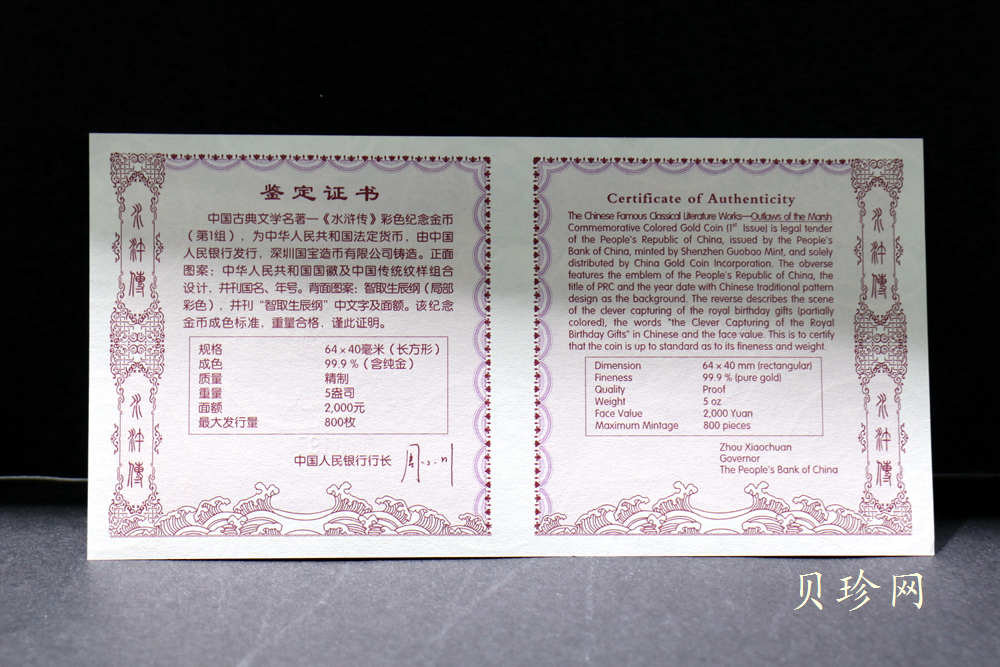 鉴定证书
中国古典文学名著—《水浒传》彩色纪念金币
（第1组），为中华人民共和国法定货币，由中国
人民银行发行，深圳国宝造币有限公司铸造。正面
图案：中华人民共和国国徽及中国传统纹样组合
设计，并刊国名、年号。背面图案：智取生辰纲（局部
彩色），并刊“智取生辰纲”中文字及面额。该纪念
金币成色标准，重量合格，谨此证明。
规格 64×40毫米（长方形）
成色 99.9%（含纯金）
质量 精制
重量 5盎司
面额 2,000元
最大发行量 800枚
中国人民银行行长
水浒傳
水浒傳
Certificate of Authenticity
The Chinese Famous Classical Literature Works—Outlaws of the Marsh
Commemorative Colored Gold Coin (1st Issue) is legal tender
of the People's Republic of China, issued by the People's
Bank of China, minted by Shenzhen Guobao Mint, and solely
distributed by China Gold Coin Incorporation. The obverse
features the emblem of the People's Republic of China, the
title of PRC and the year date with Chinese traditional pattern
design as the background. The reverse describes the scene
of the clever capturing of the royal birthday gifts (partially
colored), the words "the Clever Capturing of the Royal
Birthday Gifts" in Chinese and the face value. This is to certify
that the coin is up to standard as to its fineness and weight.
Dimension 64×40 mm (rectangular)
Fineness 99.9 % (pure gold)
Quality Proof
Weight 5 oz
Face Value 2,000 Yuan
Maximum Mintage 800 pieces
Zhou Xiaochuan
Governor
The People's Bank of China
水浒傳
水浒傳
贝珍网